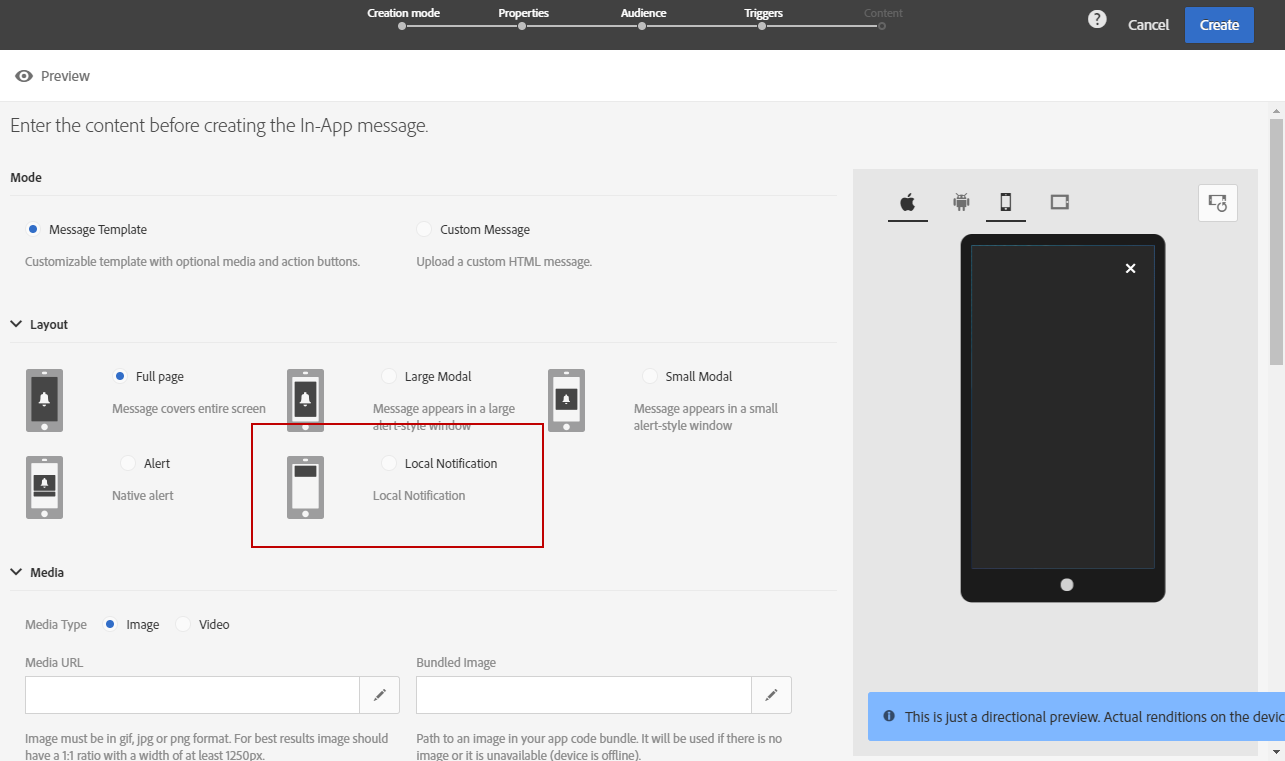 Creation mode Properties Audience Triggers Content
? Cancel Create
Preview
Enter the content before creating the In-App message.
Mode
Message Template Custom Message
Customizable template with optional media and action buttons. Upload a custom HTML message.
Layout
Full page Large Modal Small Modal
Message covers entire screen Message appears in a large Message appears in a small
alert-style window alert-style window
Alert Local Notification
Native alert Local Notification
Media
Media Type Image Video
Media URL Bundled Image
This is just a directional preview. Actual renditions on the devic
Image must be in gif, jpg or png format. For best results image should Path to an image in your app code bundle. It will be used if there is no
have a 1:1 ratio with a width of at least 1250px. image or it is unavailable (device is offline).